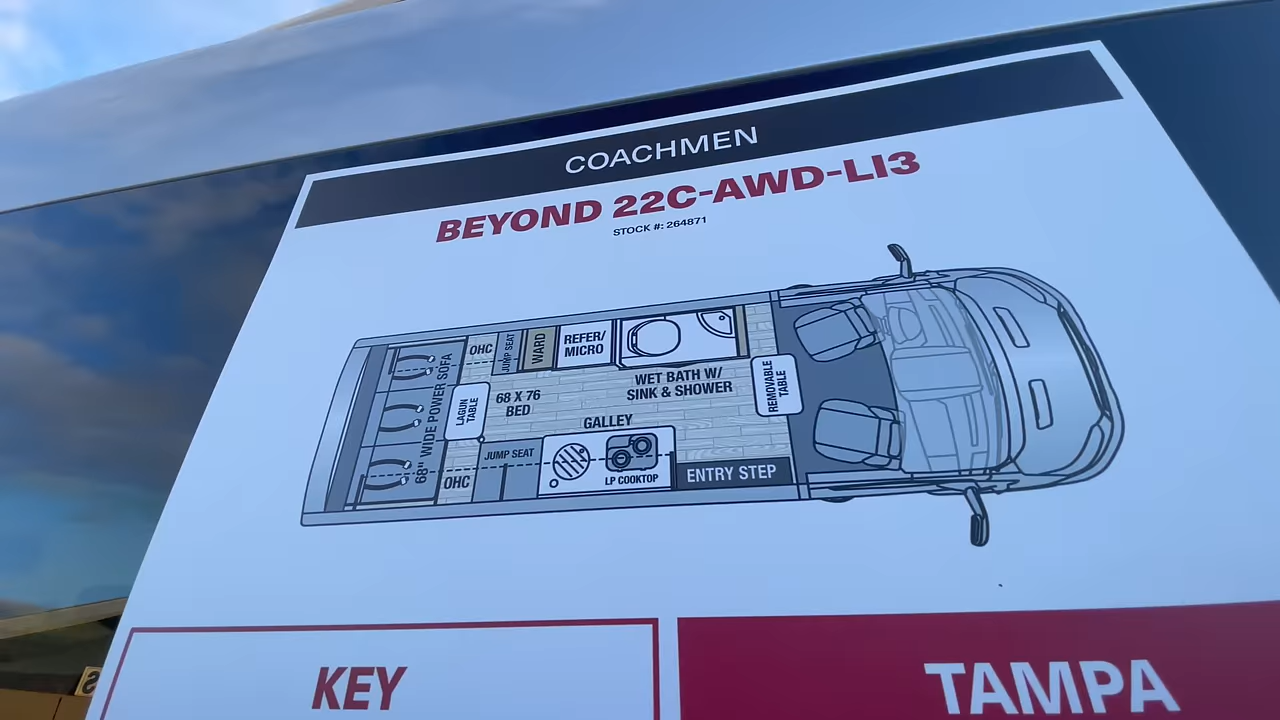 COACHMEN
BEYOND 22C-AWD-LI3
STOCK #: 264871
OHC
JUMP SEAT
WARD
REFER/
MICRO
68" WIDE POWER SOFA
LAGUN
TABLE
68 X 76
BED
WET BATH W/
SINK & SHOWER
REMOVABLE
TABLE
GALLEY
OHC
JUMP SEAT
LP COOKTOP
ENTRY STEP
KEY
TAMPA